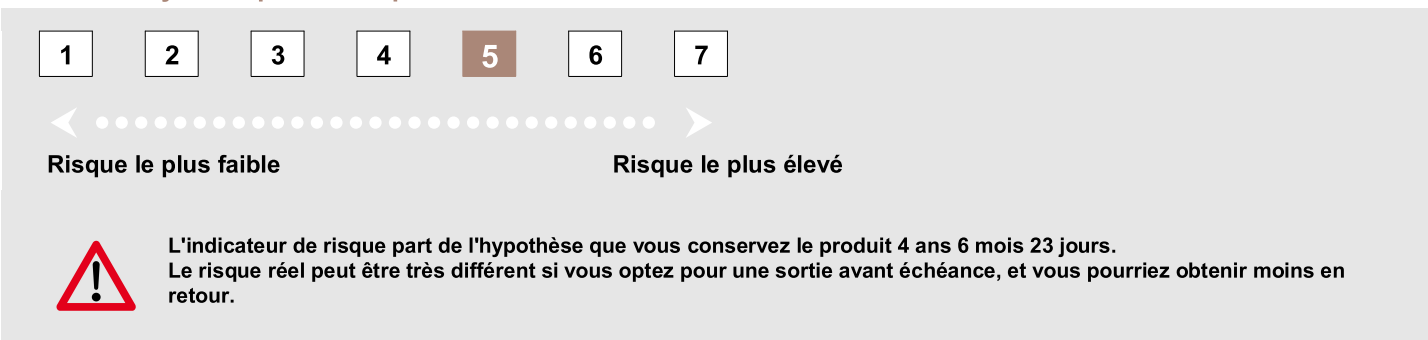 1 2 3 4 5 6 7
Risque le plus faible Risque le plus élevé
L'indicateur de risque part de l'hypothèse que vous conservez le produit 4 ans 6 mois 23 jours.
Le risque réel peut être très différent si vous optez pour une sortie avant échéance, et vous pourriez obtenir moins en
retour.